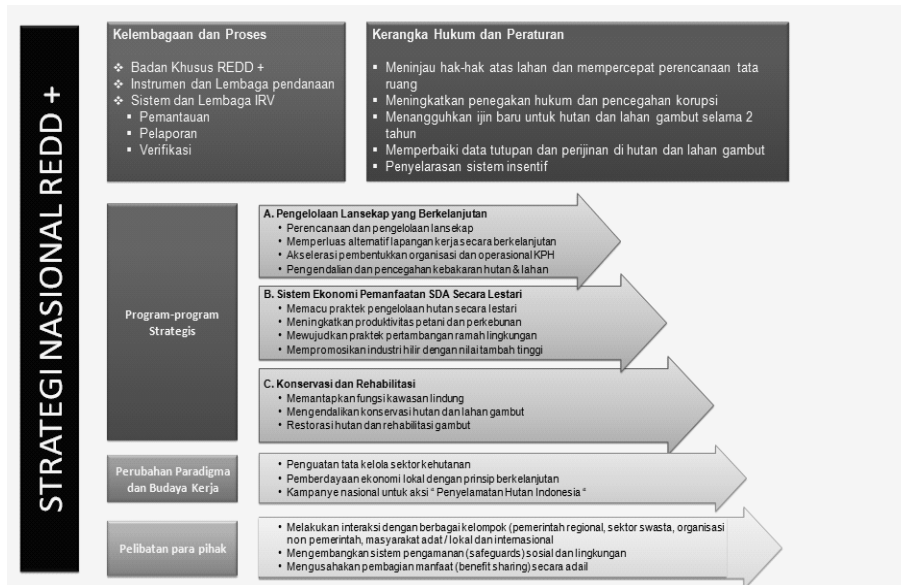 STRATEGI NASIONAL REDD +
Kelembagaan dan Proses
❖ Badan Khusus REDD +
❖ Instrumen dan Lembaga pendanaan
❖ Sistem dan Lembaga IRV
▪ Pemantauan
▪ Pelaporan
▪ Verifikasi
Kerangka Hukum dan Peraturan
▪ Meninjau hak-hak atas lahan dan mempercepat perencanaan tata
ruang
▪ Meningkatkan penegakan hukum dan pencegahan korupsi
▪ Menangguhkan ijin baru untuk hutan dan lahan gambut selama 2
tahun
▪ Memperbaiki data tutupan dan perijinan di hutan dan lahan gambut
▪ Penyelarasan sistem insentif
Program-program
Strategis
A. Pengelolaan Lansekap yang Berkelanjutan
• Perencanaan dan pengelolaan lansekap
• Memperluas alternatif lapangan kerja secara berkelanjutan
• Akselerasi pembentukkan organisasi dan operasional KPH
• Pengendalian dan pencegahan kebakaran hutan & lahan
B. Sistem Ekonomi Pemanfaatan SDA Secara Lestari
• Memacu praktek pengelolaan hutan secara lestari
• Meningkatkan produktivitas petani dan perkebunan
• Mewujudkan praktek pertambangan ramah lingkungan
• Mempromosikan industri hilir dengan nilai tambah tinggi
C. Konservasi dan Rehabilitasi
• Memantapkan fungsi kawasan lindung
• Mengendalikan konservasi hutan dan lahan gambut
• Restorasi hutan dan rehabilitasi gambut
Perubahan Paradigma
dan Budaya Kerja
• Penguatan tata kelola sektor kehutanan
• Pemberdayaan ekonomi lokal dengan prinsip berkelanjutan
• Kampanye nasional untuk aksi “ Penyelamatan Hutan Indonesia “
Pelibatan para pihak
• Melakukan interaksi dengan berbagai kelompok (pemerintah regional, sektor swasta, organisasi
non pemerintah, masyarakat adat / lokal dan internasional
• Mengembangkan sistem pengamanan (safeguards) sosial dan lingkungan
• Mengusahakan pembagian manfaat (benefit sharing) secara adail